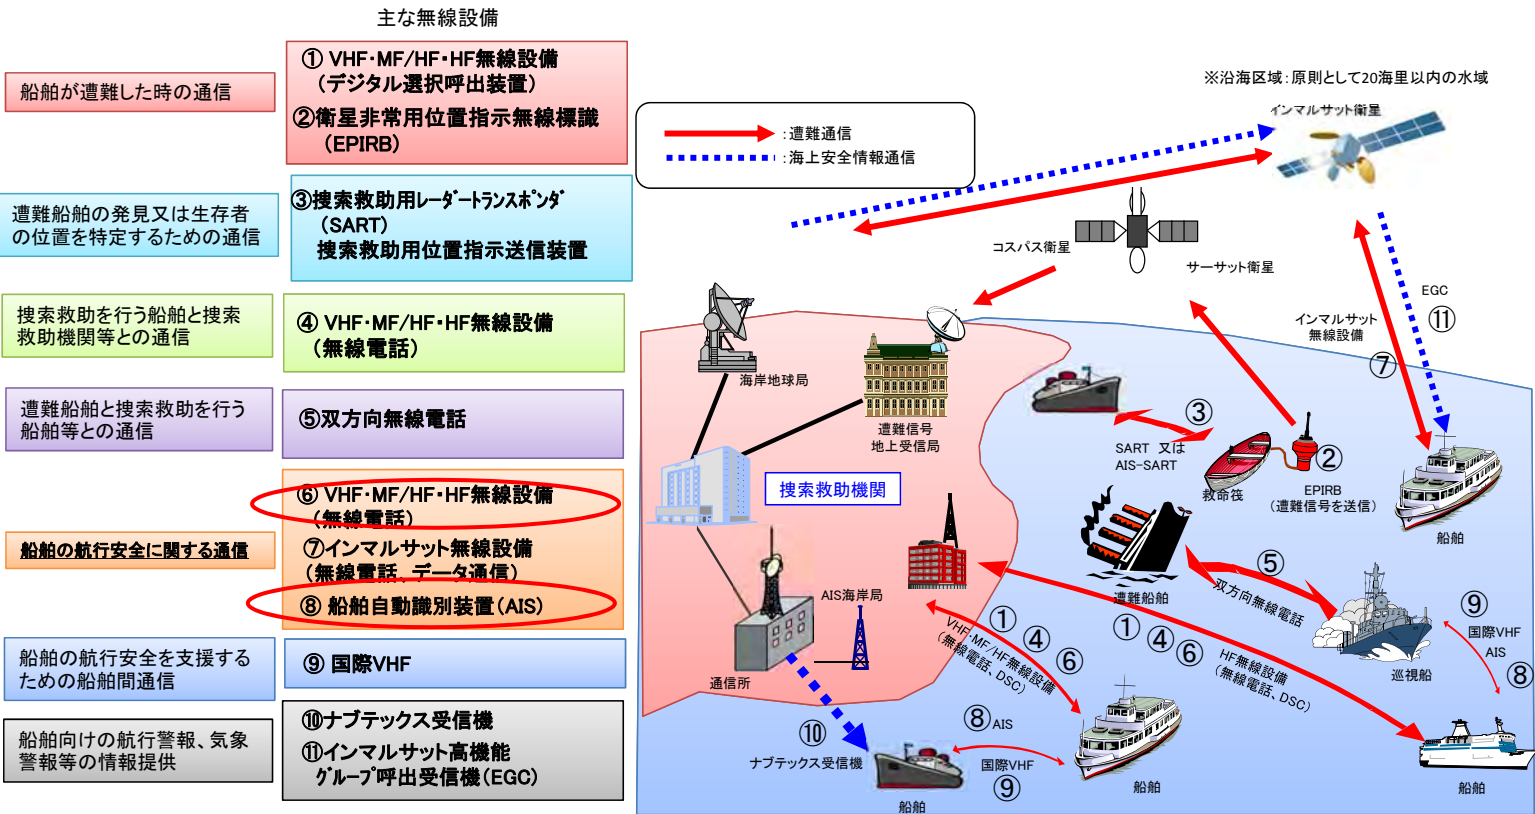 主な無線設備
船舶が遭難した時の通信
① VHF・MF/HF・HF無線設備
(デジタル選択呼出装置)
②衛星非常用位置指示無線標識
(EPIRB)
遭難船舶の発見又は生存者
の位置を特定するための通信
③捜索救助用レーダートランスポンダ
(SART)
捜索救助用位置指示送信装置
捜索救助を行う船舶と捜索
救助機関等との通信
④ VHF・MF/HF・HF無線設備
(無線電話)
遭難船舶と捜索救助を行う
船舶等との通信
⑤双方向無線電話
船舶の航行安全に関する通信
⑥ VHF・MF/HF・HF無線設備
(無線電話)
⑦インマルサット無線設備
(無線電話、データ通信)
⑧ 船舶自動識別装置(AIS)
船舶の航行安全を支援する
ための船舶間通信
⑨ 国際VHF
船舶向けの航行警報、気象
警報等の情報提供
⑩ナブテックス受信機
⑪インマルサット高機能
グループ呼出受信機(EGC)
※沿海区域:原則として20海里以内の水域
:遭難通信
:海上安全情報通信
インマルサット衛星
コスパス衛星
サーサット衛星
EGC
⑪
インマルサット
無線設備
⑦
海岸地球局
遭難信号
地上受信局
捜索救助機関
③
SART 又は
AIS-SART
救命筏
②
EPIRB
(遭難信号を送信)
船舶
遭難船舶
⑤
双方向無線電話
巡視船
⑨
国際VHF
AIS
⑧
AIS海岸局
通信所
① ④ ⑥
VHF・MF/HF無線設備
(無線電話、DSC)
① ④ ⑥
HF無線設備
(無線電話、DSC)
⑩
ナブテックス受信機
⑧AIS
国際VHF
⑨
船舶
船舶
船舶